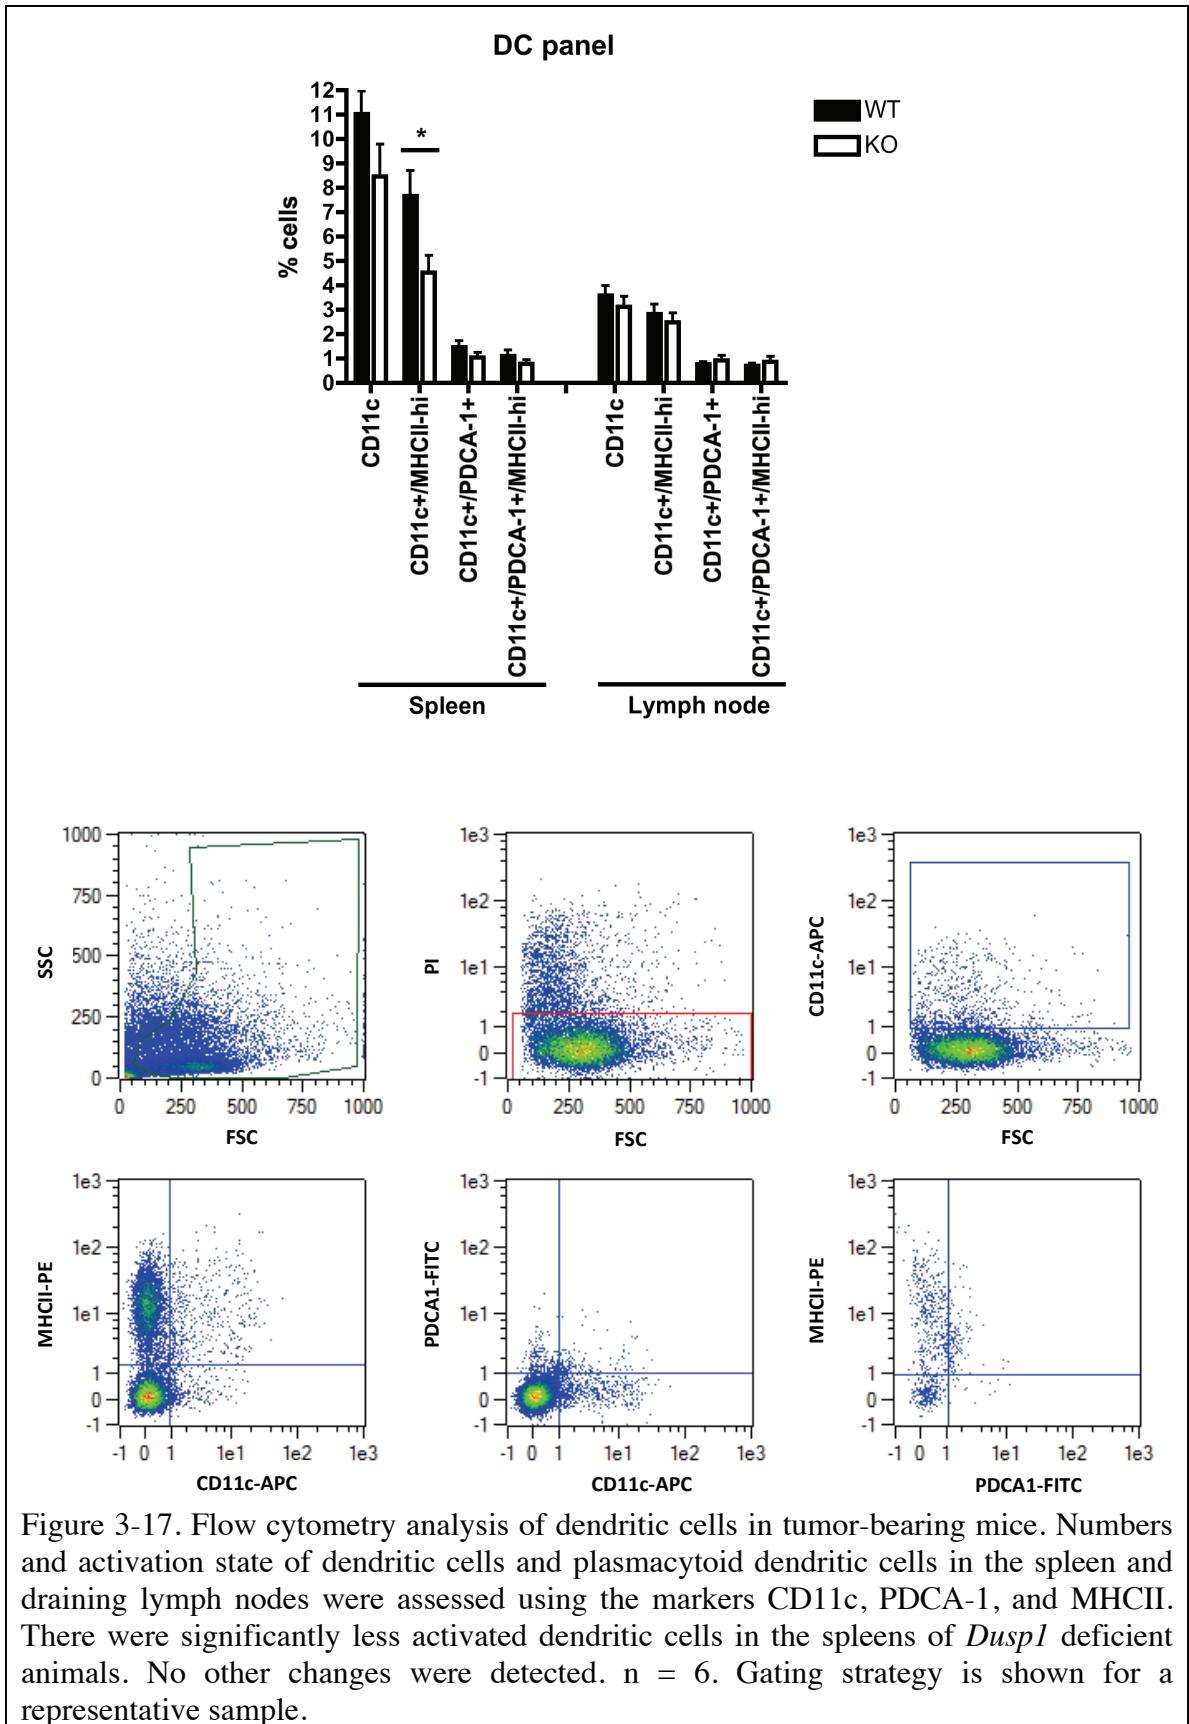 DC panel
WT
KO
*
12
11
10
9
8
7
6
5
4
3
2
1
0
% cells
CD11c
CD11c+/MHCII-hi
CD11c+/PDCA-1+
CD11c+/PDCA-1+/MHCII-hi
CD11c
CD11c+/MHCII-hi
CD11c+/PDCA-1+
CD11c+/PDCA-1+/MHCII-hi
Spleen
Lymph node
1000
750
500
250
0
SSC
0 250 500 750 1000
FSC
1e3
1e2
1e1
1
0
-1
PI
0 250 500 750 1000
FSC
1e3
1e2
1e1
1
0
-1
CD11c-APC
0 250 500 750 1000
FSC
1e3
1e2
1e1
1
0
-1
MHCII-PE
-1 0 1 1e1 1e2 1e3
CD11c-APC
1e3
1e2
1e1
1
0
-1
PDCA1-FITC
-1 0 1 1e1 1e2 1e3
CD11c-APC
1e3
1e2
1e1
1
0
-1
MHCII-PE
-1 0 1 1e1 1e2 1e3
PDCA1-FITC
Figure 3-17. Flow cytometry analysis of dendritic cells in tumor-bearing mice. Numbers
and activation state of dendritic cells and plasmacytoid dendritic cells in the spleen and
draining lymph nodes were assessed using the markers CD11c, PDCA-1, and MHCII.
There were significantly less activated dendritic cells in the spleens of Dusp1 deficient
animals. No other changes were detected. n = 6. Gating strategy is shown for a
representative sample.